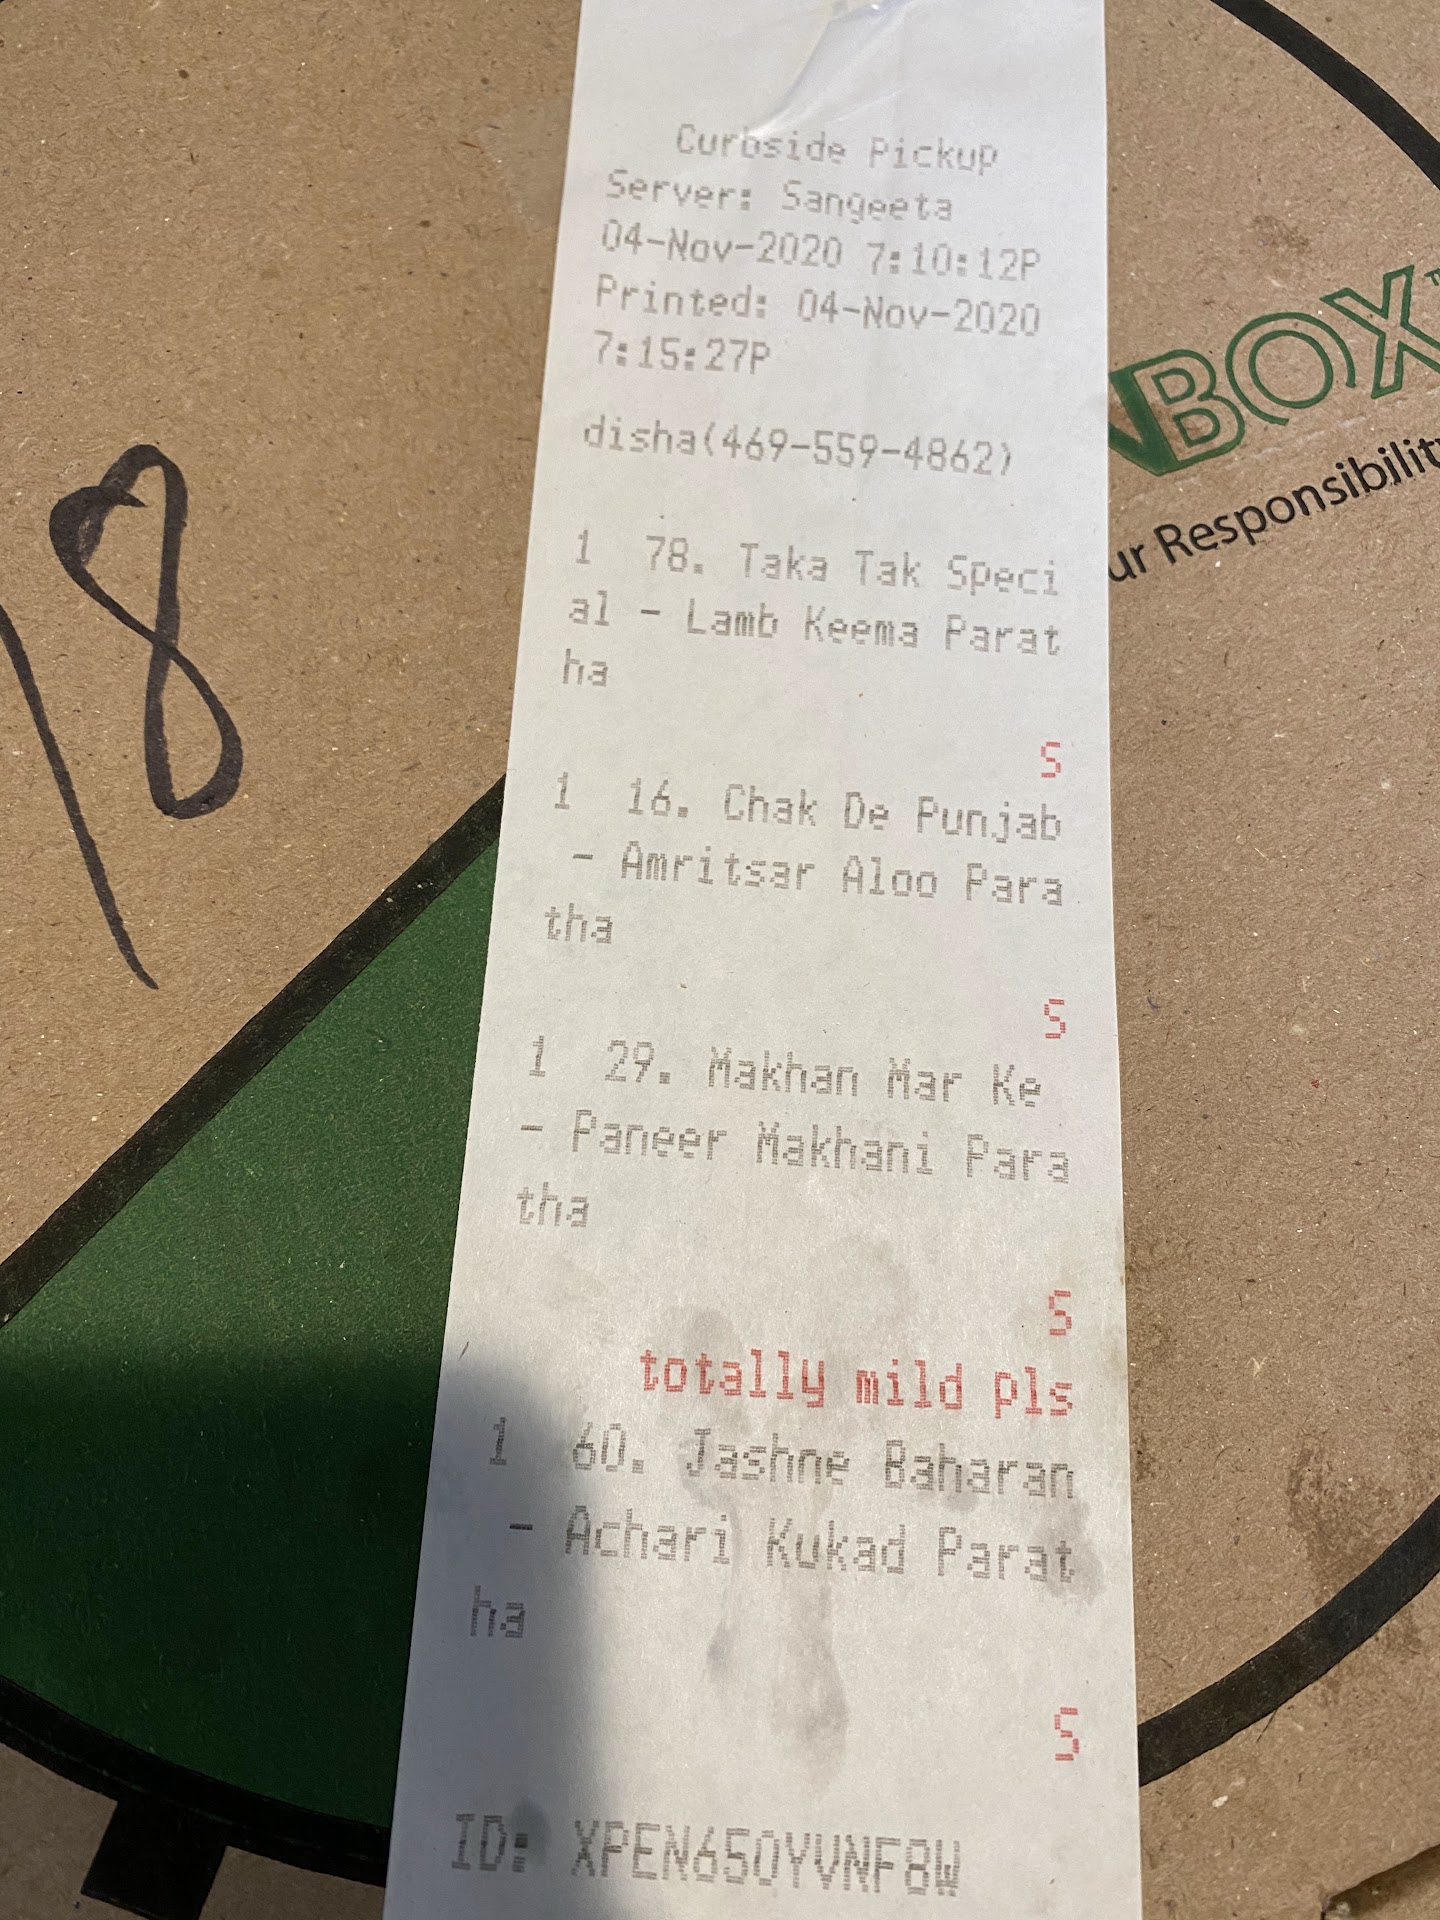 Curbside Pickup
Server: Sangeeta
04-Nov-2020 7:10:12P
Printed: 04-Nov-2020
7:15:27P
disha(469-559-4862)
1 78. Taka Tak Speci
al - Lamb Keema Parat
ha
S
1 16. Chak De Punjab
- Amritsar Aloo Para
tha
S
1 29. Makhan Mar Ke
- Paneer Makhani Para
tha
S
totally mild pls
1 60. Jashne Baharan
- Achari Kukad Parat
ha
S
ID: XPEN650YVNF8W
18
BOX™
ur Responsibility